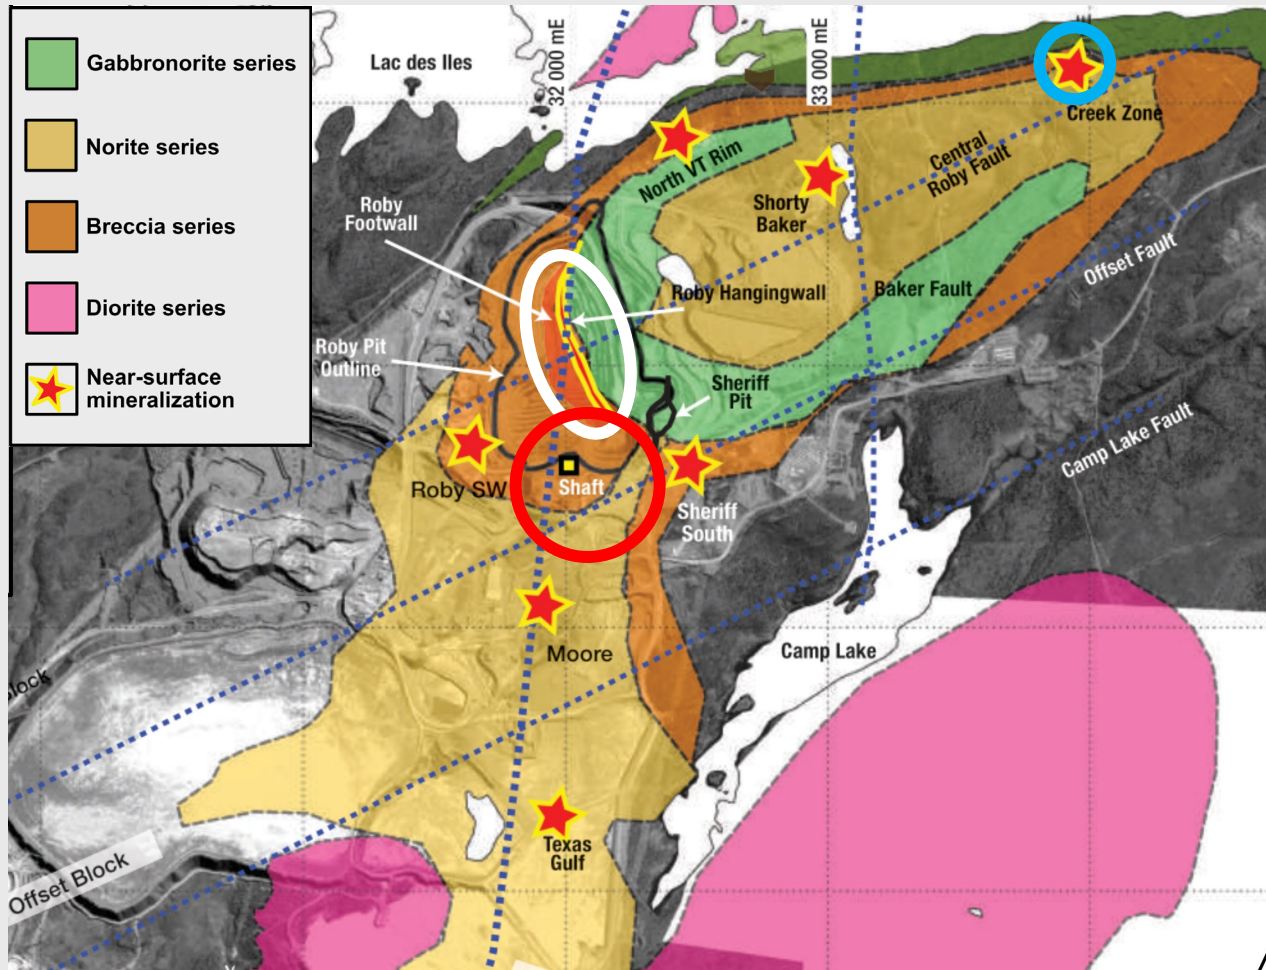 Gabbronorite series
Norite series
Breccia series
Diorite series
Near-surface
mineralization
Lac des Iles
32 000 mE
33 000 mE
Creek Zone
North VT Rim
Central
Roby Fault
Shorty
Baker
Roby
Footwall
Offset Fault
Roby Hangingwall
Baker Fault
Roby Pit
Outline
Sheriff
Pit
Camp Lake Fault
Roby SW
Shaft
Sheriff
South
Moore
Camp Lake
Block
Texas
Gulf
Offset Block